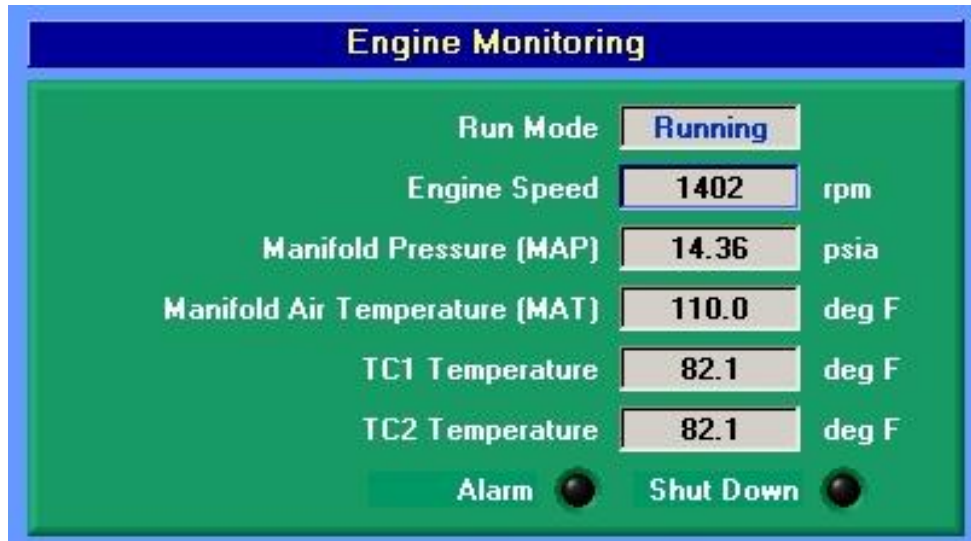 Engine Monitoring
Run Mode Running
Engine Speed 1402 rpm
Manifold Pressure (MAP) 14.36 psia
Manifold Air Temperature (MAT) 110.0 deg F
TC1 Temperature 82.1 deg F
TC2 Temperature 82.1 deg F
Alarm Shut Down